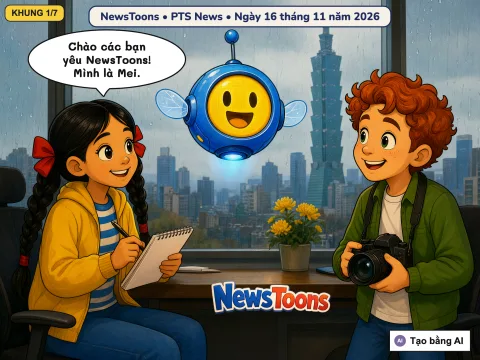 KHUNG 1/7
NewsToons • PTS News • Ngày 16 tháng 11 năm 2026
Chào các bạn
yêu NewsToons!
Mình là Mei.
NewsToons
AI Tạo bằng AI